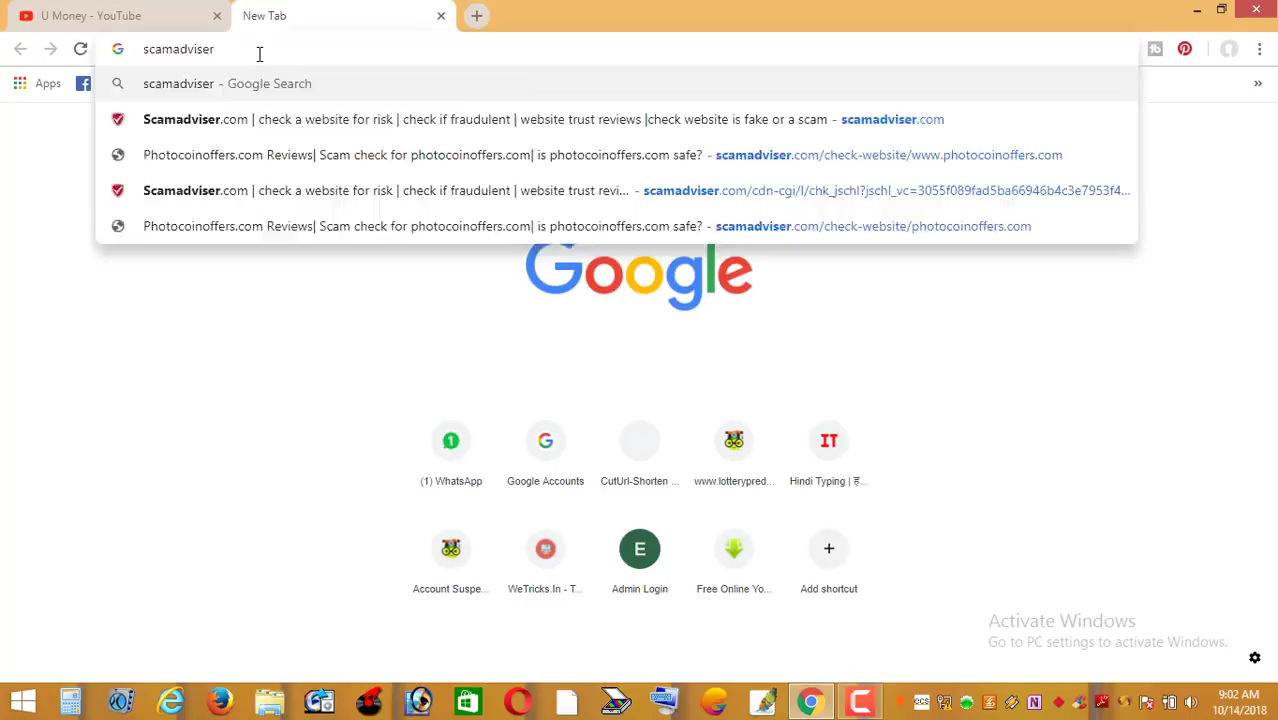 U Money - YouTube
New Tab
scamadviser
scamadviser - Google Search
Scamadviser.com | check a website for risk | check if fraudulent | website trust reviews |check website is fake or a scam - scamadviser.com
Photocoinoffers.com Reviews| Scam check for photocoinoffers.com| is photocoinoffers.com safe? - scamadviser.com/check-website/www.photocoinoffers.com
Scamadviser.com | check a website for risk | check if fraudulent | website trust revi... - scamadviser.com/cdn-cgi/l/chk_jschl?jschl_vc=3055f089fad5ba66946b4c3e7953f4...
Photocoinoffers.com Reviews| Scam check for photocoinoffers.com| is photocoinoffers.com safe? - scamadviser.com/check-website/photocoinoffers.com
Apps
Google
(1) WhatsApp
Google Accounts
CutUrl-Shorten ...
www.lotterypred...
IT
Hindi Typing | ह...
Account Suspe...
WeTricks.In - T...
E
Admin Login
Free Online Yo...
Add shortcut
Activate Windows
Go to PC settings to activate Windows.
9:02 AM
10/14/2018